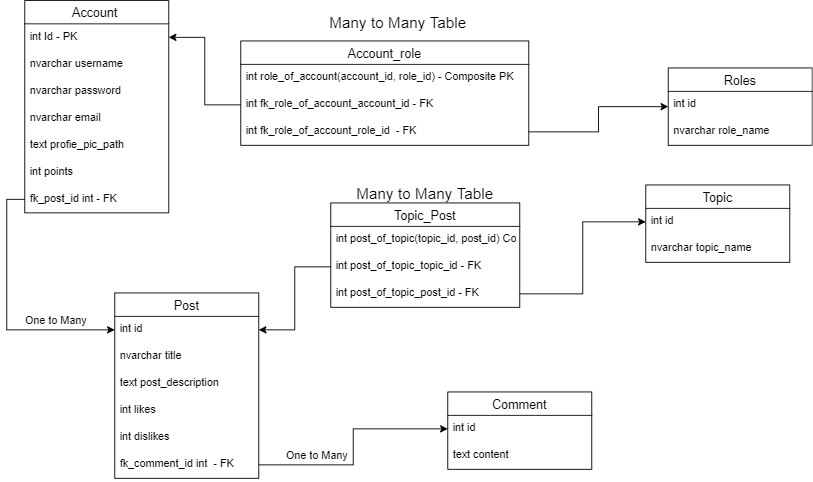 Account
int Id - PK
nvarchar username
nvarchar password
nvarchar email
text profie_pic_path
int points
fk_post_id int - FK
Many to Many Table
Account_role
int role_of_account(account_id, role_id) - Composite PK
int fk_role_of_account_account_id - FK
int fk_role_of_account_role_id  - FK
Roles
int id
nvarchar role_name
Many to Many Table
Topic_Post
int post_of_topic(topic_id, post_id) Co
int post_of_topic_topic_id - FK
int post_of_topic_post_id - FK
Topic
int id
nvarchar topic_name
One to Many
Post
int id
nvarchar title
text post_description
int likes
int dislikes
fk_comment_id int  - FK
One to Many
Comment
int id
text content